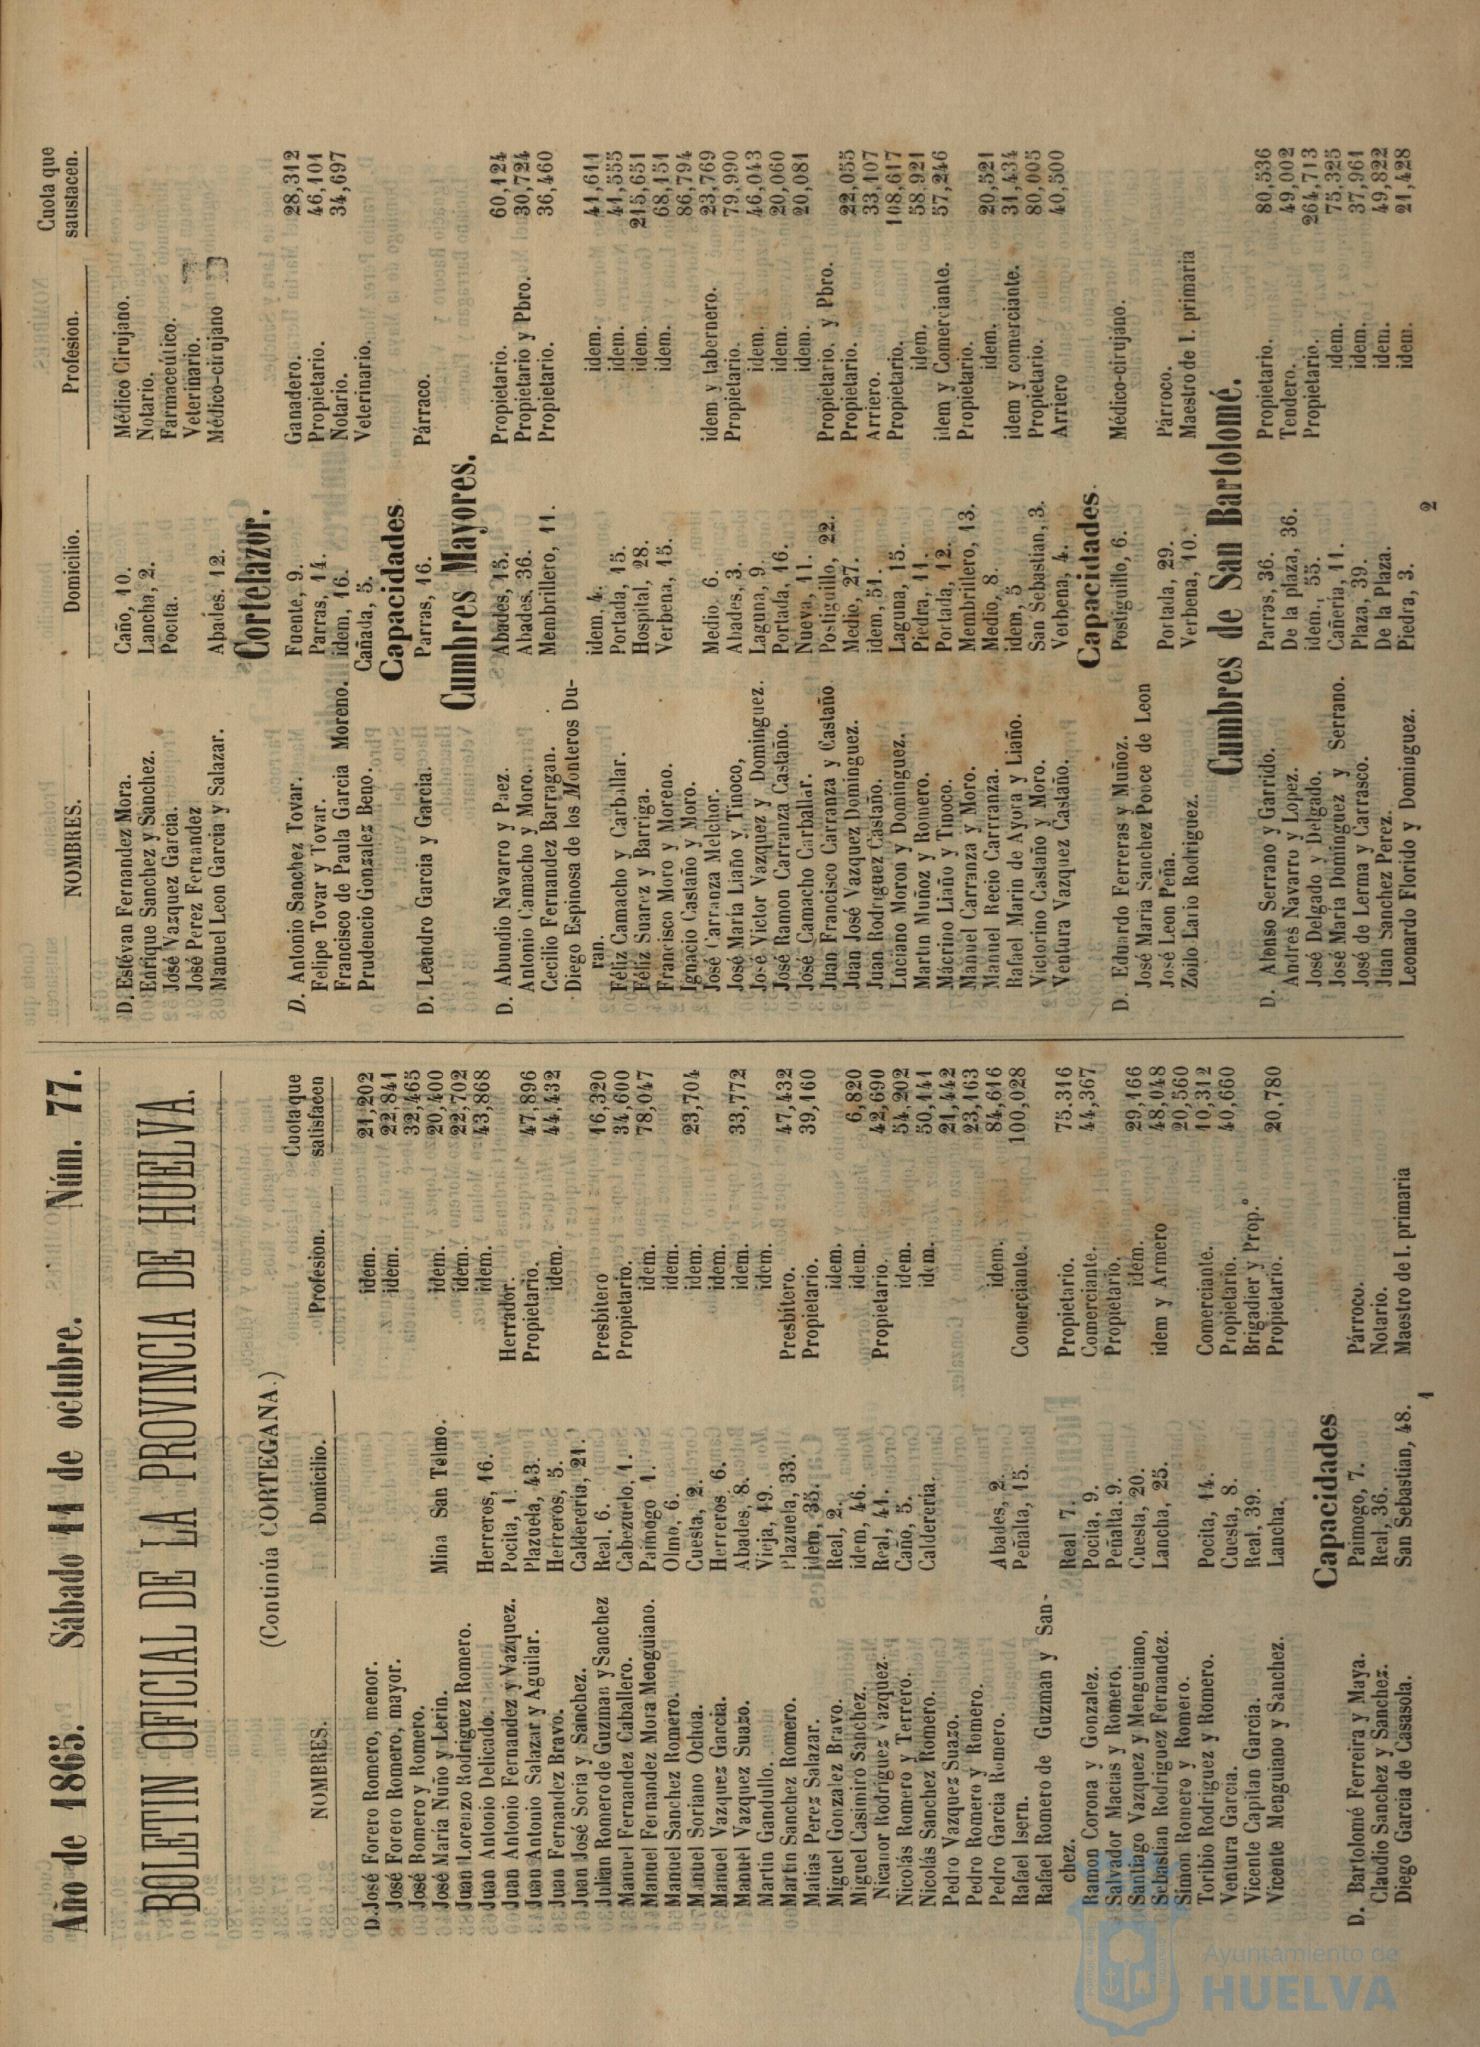 Año de 1865. Sábado 14 de octubre. Núm. 77.
BOLETIN OFICIAL DE LA PROVINCIA DE HUELVA.
(Continúa CORTEGANA.)
NOMBRES. Domicilio. Profesion. Cuota que satisfacen
D. José Forero Romero, menor. idem. 21,202
José Forero Romero, mayor. idem. 22,841
José Romero y Romero. 32,465
José María Nuño y Lerin. Mina San Telmo. idem. 20,400
Juan Lorenzo Rodriguez Romero. idem. 22,702
Juan Antonio Delicado. Herreros, 16. idem. 43,868
Juan Antonio Fernandez y Vazquez. Pocita, 1. Herrador.
Juan Antonio Salazar y Aguilar. Plazuela, 43. Propietario. 47,896
Juan Fernandez Bravo. Herreros, 5. idem. 44,432
Juan José Soria y Sanchez. Calderería, 21.
Julian Romero de Guzman y Sanchez Real, 6. Presbítero 16,320
Manuel Fernandez Caballero. Cabezuelo, 1. Propietario. 34,600
Manuel Fernandez Mora Menguiano. Paimogo 1. idem. 78,047
Manuel Sanchez Romero. Olmo, 6. idem.
Manuel Soriano Ochoa. Cuesta, 2. idem. 23,704
Manuel Vazquez Garcia. Herreros 6. idem.
Manuel Vazquez Suazo. Abades, 8. idem. 33,772
Martin Gandullo. Vieja, 49. idem.
Martin Sanchez Romero. Plazuela, 33. Presbítero. 47,432
Matías Perez Salazar. idem, 35. Propietario. 39,160
Miguel Gonzalez Bravo. Real, 2. idem.
Miguel Casimiro Sanchez. idem, 46. idem. 6,820
Nicanor Rodriguez Vazquez. Real, 41. Propietario. 42,690
Nicolás Romero y Terrero. Caño, 5. idem. 54,202
Nicolás Sanchez Romero. Calderería. idem. 50,144
Pedro Vazquez Suazo. 21,442
Pedro Romero y Romero. 23,163
Pedro Garcia Romero. Abades, 2. idem. 84,616
Rafael Isern. Peñalta, 15. Comerciante. 100,028
Rafael Romero de Guzman y San-
chez. Real 7. Propietario. 75.316
Ramon Corona y Gonzalez. Pocita, 9. Comerciante. 44,367
Salvador Macias y Romero. Peñalta. 9. Propietario.
Santiago Vazquez y Menguiano, Cuesta, 20. idem. 29,166
Sebastian Rodriguez Fernandez. Lancha, 25. idem y Armero 48,048
Simon Romero y Romero. 20,560
Toribio Rodriguez y Romero. Pocita, 14. Comerciante. 10,312
Ventura Garcia. Cuesta, 8. Propietario. 40,660
Vicente Capitan Garcia. Real, 39. Brigadier y Prop.º
Vicente Menguiano y Sanchez. Lancha. Propietario. 20,780
Capacidades
D. Bartolomé Ferreira y Maya. Paimogo, 7. Párroco.
Claudio Sanchez y Sanchez. Real, 36. Notario.
Diego García de Casasola. San Sebastian, 48. Maestro de I. primaria
1
NOMBRES. Domicilio. Profesion. Cuota que satistacen.
D. Estévan Fernandez Mora. Caño, 10. Médico Cirujano.
Enrique Sanchez y Sanchez. Lancha, 2. Notario.
José Vazquez Garcia. Pocita. Farmaceutico.
José Perez Fernandez Veterinario.
Manuel Leon Garcia y Salazar. Abades. 12. Médico-cirujano
Cortelazor.
D. Antonio Sanchez Tovar. Fuente, 9. Ganadero. 28,312
Felipe Tovar y Tovar. Parras, 14. Propietario. 46,101
Francisco de Paula Garcia Moreno. idem, 16. Notario. 34,697
Prudencio Gonzalez Beno. Cañada, 5. Veterinario.
Capacidades
D. Leandro Garcia y Garcia. Parras, 16. Párraco.
Cumbres Mayores.
D. Abundio Navarro y Paez. Abades, 15. Propietario. 60,124
Antonio Camacho y Moro. Abades, 36. Propietario y Pbro. 30,724
Cecilio Fernandez Barragan. Membrillero, 11. Propietario. 36,460
Diego Espinosa de los Monteros Du-
ran. idem 4. idem. 41,611
Féliz Camacho y Carballar. Portada, 15. idem. 41,555
Féliz Suarez y Barriga. Hospital, 28. idem. 215,651
Francisco Moro y Moreno. Verbena, 15. idem. 68,151
Ignacio Castaño y Moro. 86,794
José Carranza Melchor. Medio, 6. idem y tabernero. 23,769
José María Liaño y Tinoco, Abades, 3. Propietario. 79,990
José Victor Vazquez y Dominguez. Laguna, 9. idem. 46,043
José Ramon Carranza Castaño. Portada, 16. idem. 20,060
José Camacho Carballar. Nueva, 11. idem. 20,081
Juan Francisco Carranza y Castaño Postiguillo, 22. Propietario. y Pbro.
Juan José Vazquez Dominguez. Medio, 27. Propietario. 22,055
Juan Rodriguez Castaño. idem, 51. Arriero. 33,107
Luciano Moron y Dominguez. Laguna, 15. Propietario. 108,617
Martin Muñoz y Romero. Piedra, 11. idem. 58,921
Mácrino Liaño y Tinoco. Portada, 12. idem y Comerciante. 57,246
Manuel Carranza y Moro. Membrillero, 13. Propietario.
Manuel Recio Carrranza. Medio, 8. idem. 20,521
Rafael Marin de Ayora y Liaño. idem, 5 idem y comerciante. 31,434
Victorino Castaño y Moro. San Sebastian, 3. Propietario. 80,005
Ventura Vazquez Castaño. Verbena, 4. Arriero 40,500
Capacidades.
D. Eduardo Ferreras y Muñoz. Postiguillo, 6. Médico-cirujano.
José Maria Sanchez Ponce de Leon
José Leon Peña. Portada, 29. Párroco.
Zoilo Lario Rodriguez. Verbena, 10. Maestro de I. primaria
Cumbres de San Bartolomé.
D. Alonso Serrano y Garrido. Parras, 36. Propietario. 80,536
Andrés Navarro y Lopez. De la plaza, 36. Tendero. 49,002
José Delgado y Delgado. idem, 55. Propietario. 264,713
José Maria Dominguez y Serrano. Cañería, 11. idem. 75,325
José de Lerma y Carrasco. Plaza, 39. idem. 37,961
Juan Sanchez Perez. De la Plaza. idem. 49,822
Leonardo Florido y Dominguez. Piedra, 3. idem. 21,428
2
Ayuntamiento de
HUELVA